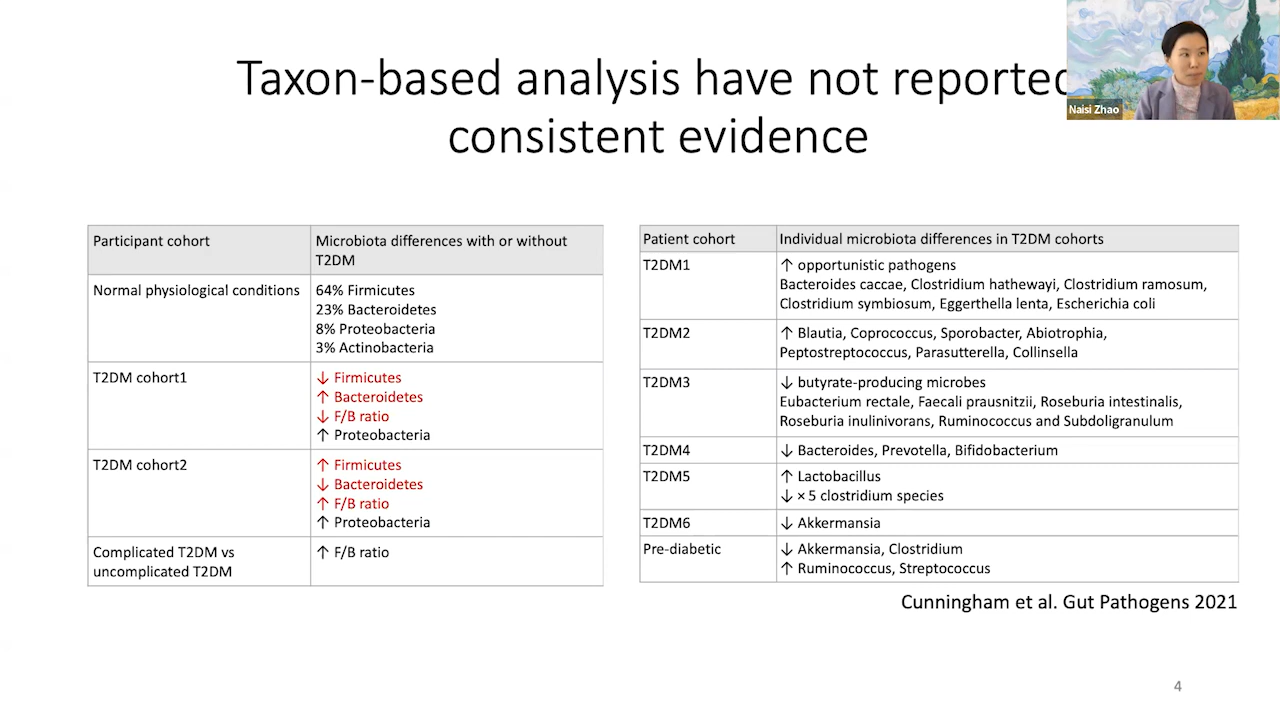 Taxon-based analysis have not reported
consistent evidence
Naisi Zhao
Participant cohort
Microbiota differences with or without
T2DM
Normal physiological conditions
64% Firmicutes
23% Bacteroidetes
8% Proteobacteria
3% Actinobacteria
T2DM cohort1
↓ Firmicutes
↑ Bacteroidetes
↓ F/B ratio
↑ Proteobacteria
T2DM cohort2
↑ Firmicutes
↓ Bacteroidetes
↑ F/B ratio
↑ Proteobacteria
Complicated T2DM vs
uncomplicated T2DM
↑ F/B ratio
Patient cohort
Individual microbiota differences in T2DM cohorts
T2DM1
↑ opportunistic pathogens
Bacteroides caccae, Clostridium hathewayi, Clostridium ramosum,
Clostridium symbiosum, Eggerthella lenta, Escherichia coli
T2DM2
↑ Blautia, Coprococcus, Sporobacter, Abiotrophia,
Peptostreptococcus, Parasutterella, Collinsella
T2DM3
↓ butyrate-producing microbes
Eubacterium rectale, Faecali prausnitzii, Roseburia intestinalis,
Roseburia inulinivorans, Ruminococcus and Subdoligranulum
T2DM4
↓ Bacteroides, Prevotella, Bifidobacterium
T2DM5
↑ Lactobacillus
↓ × 5 clostridium species
T2DM6
↓ Akkermansia
Pre-diabetic
↓ Akkermansia, Clostridium
↑ Ruminococcus, Streptococcus
Cunningham et al. Gut Pathogens 2021
4